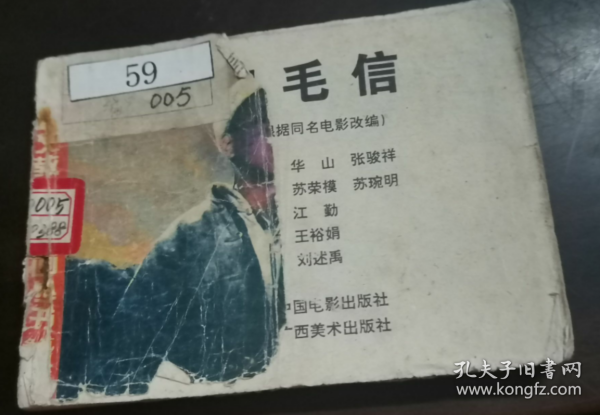 59
005
毛信
据同名电影改编)
华山 张骏祥
苏荣模 苏琬明
江勤
王裕娟
刘述禹
国电影出版社
西美术出版社
005
孔夫子旧书网
www.kongfz.com